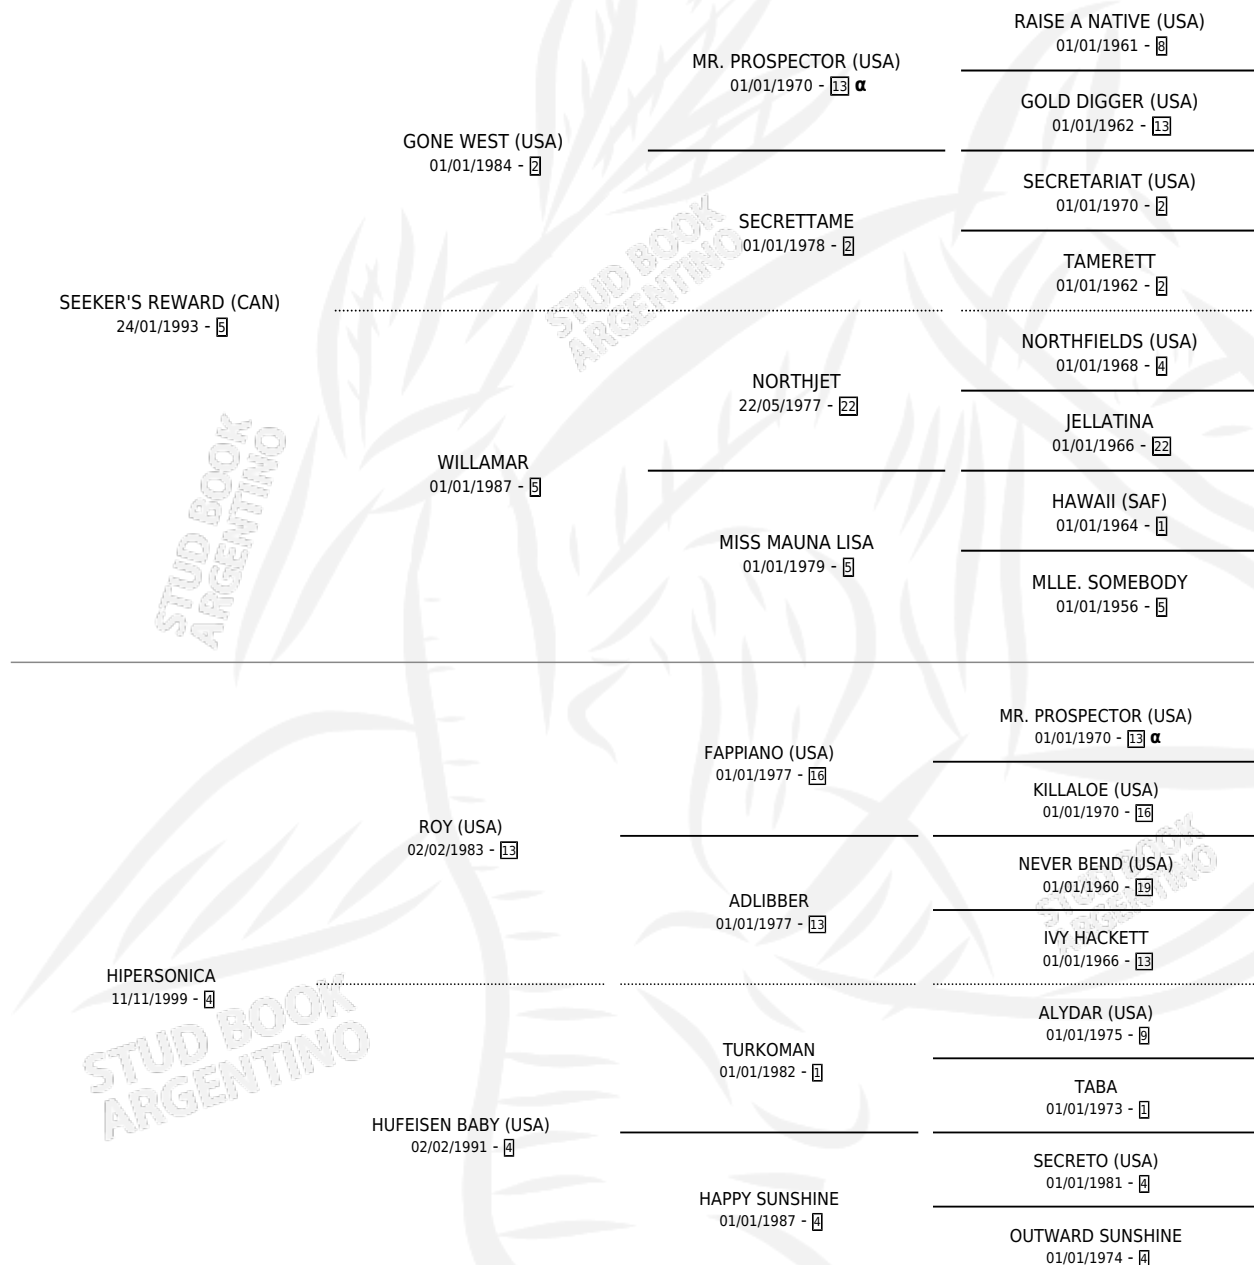 RAISE A NATIVE (USA)
01/01/1961 - 8
MR. PROSPECTOR (USA)
01/01/1970 - 13 α
GOLD DIGGER (USA)
01/01/1962 - 13
GONE WEST (USA)
01/01/1984 - 2
SECRETARIAT (USA)
01/01/1970 - 2
SECRETTAME
01/01/1978 - 2
TAMERETT
01/01/1962 - 2
SEEKER'S REWARD (CAN)
24/01/1993 - 5
NORTHFIELDS (USA)
01/01/1968 - 4
NORTHJET
22/05/1977 - 22
JELLATINA
01/01/1966 - 22
WILLAMAR
01/01/1987 - 5
HAWAII (SAF)
01/01/1964 - 1
MISS MAUNA LISA
01/01/1979 - 5
MLLE. SOMEBODY
01/01/1956 - 5
MR. PROSPECTOR (USA)
01/01/1970 - 13 α
FAPPIANO (USA)
01/01/1977 - 16
KILLALOE (USA)
01/01/1970 - 16
ROY (USA)
02/02/1983 - 13
NEVER BEND (USA)
01/01/1960 - 19
ADLIBBER
01/01/1977 - 13
IVY HACKETT
01/01/1966 - 13
HIPERSONICA
11/11/1999 - 4
ALYDAR (USA)
01/01/1975 - 9
TURKOMAN
01/01/1982 - 1
TABA
01/01/1973 - 1
HUFEISEN BABY (USA)
02/02/1991 - 4
SECRETO (USA)
01/01/1981 - 4
HAPPY SUNSHINE
01/01/1987 - 4
OUTWARD SUNSHINE
01/01/1974 - 4
STUD BOOK
ARGENTINO
STUD BOOK
ARGENTINO
STUD BOOK
ARGENTINO
STUD BOOK
ARGENTINO